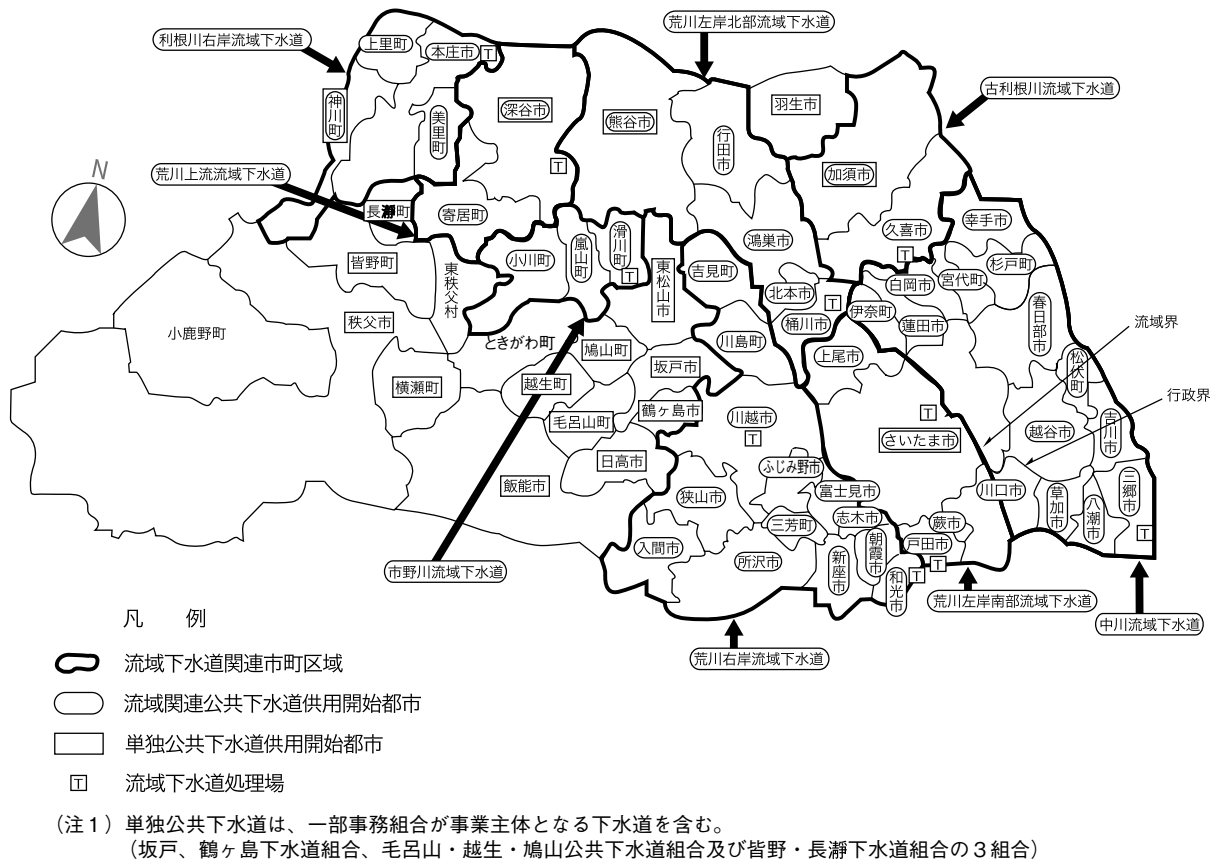 荒川左岸北部流域下水道
利根川右岸流域下水道
上里町
本庄市
T
古利根川流域下水道
神川町
美里町
深谷市
熊谷市
羽生市
行田市
N
T
荒川上流流域下水道
加須市
長瀞町
寄居町
幸手市
久喜市
鴻巣市
嵐山町
滑川町
皆野町
東秩父村
小川町
東松山市
吉見町
T
杉戸町
宮代町
白岡市
T
北本市
T
伊奈町
春日部市
秩父市
桶川市
蓮田市
流域界
小鹿野町
ときがわ町
鳩山町
川島町
上尾市
松伏町
坂戸市
横瀬町
越生町
行政界
鶴ヶ島市
川越市
T
T
毛呂山町
さいたま市
越谷市
吉川市
日高市
ふじみ野市
飯能市
狭山市
富士見市
川口市
三郷市
草加市
八潮市
志木市
三芳町
蕨市
T
入間市
朝霞市
戸田市
所沢市
新座市
T
市野川流域下水道
和光市
T
荒川左岸南部流域下水道
中川流域下水道
荒川右岸流域下水道
凡 例
流域下水道関連市町区域
流域関連公共下水道供用開始都市
単独公共下水道供用開始都市
T 流域下水道処理場
(注1) 単独公共下水道は、一部事務組合が事業主体となる下水道を含む。
(坂戸、鶴ヶ島下水道組合、毛呂山・越生・鳩山公共下水道組合及び皆野・長瀞下水道組合の3組合)